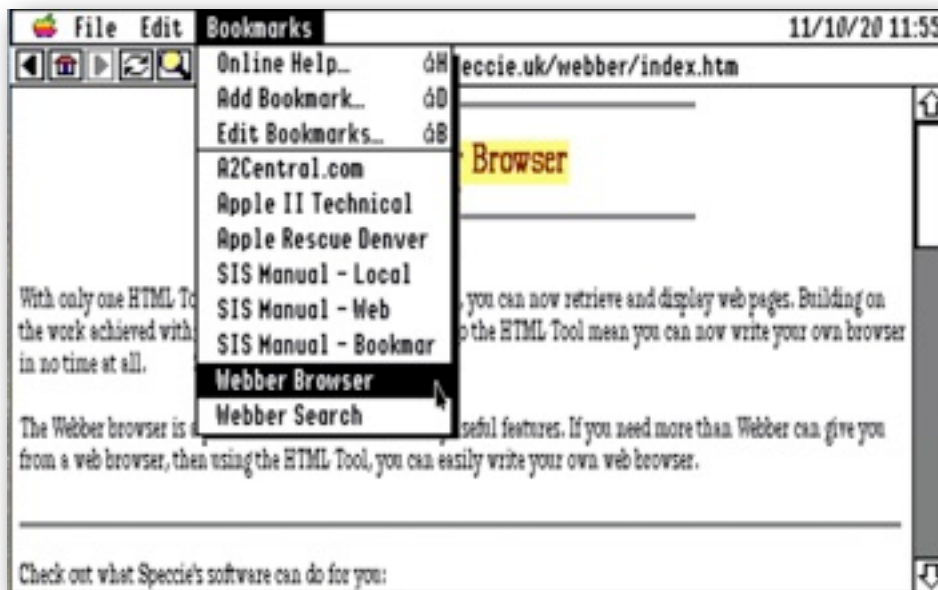 File Edit Bookmarks 11/10/20 11:55
eccie.uk/webber/index.htm
Online Help… H
Add Bookmark… D
Edit Bookmarks… B
A2Central.com
Apple II Technical
Apple Rescue Denver
SIS Manual - Local
SIS Manual - Web
SIS Manual - Bookmar
Webber Browser
Webber Search
Browser
With only one HTML , you can now retrieve and display web pages. Building on
the work achieved with the HTML Tool mean you can now write your own browser
in no time at all.
The Webber browser is seful features. If you need more than Webber can give you
from a web browser, then using the HTML Tool, you can easily write your own web browser.
Check out what Speccie's software can do for you: